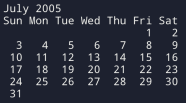 July 2005
Sun Mon Tue Wed Thu Fri Sat
1 2
3 4 5 6 7 8 9
10 11 12 13 14 15 16
17 18 19 20 21 22 23
24 25 26 27 28 29 30
31